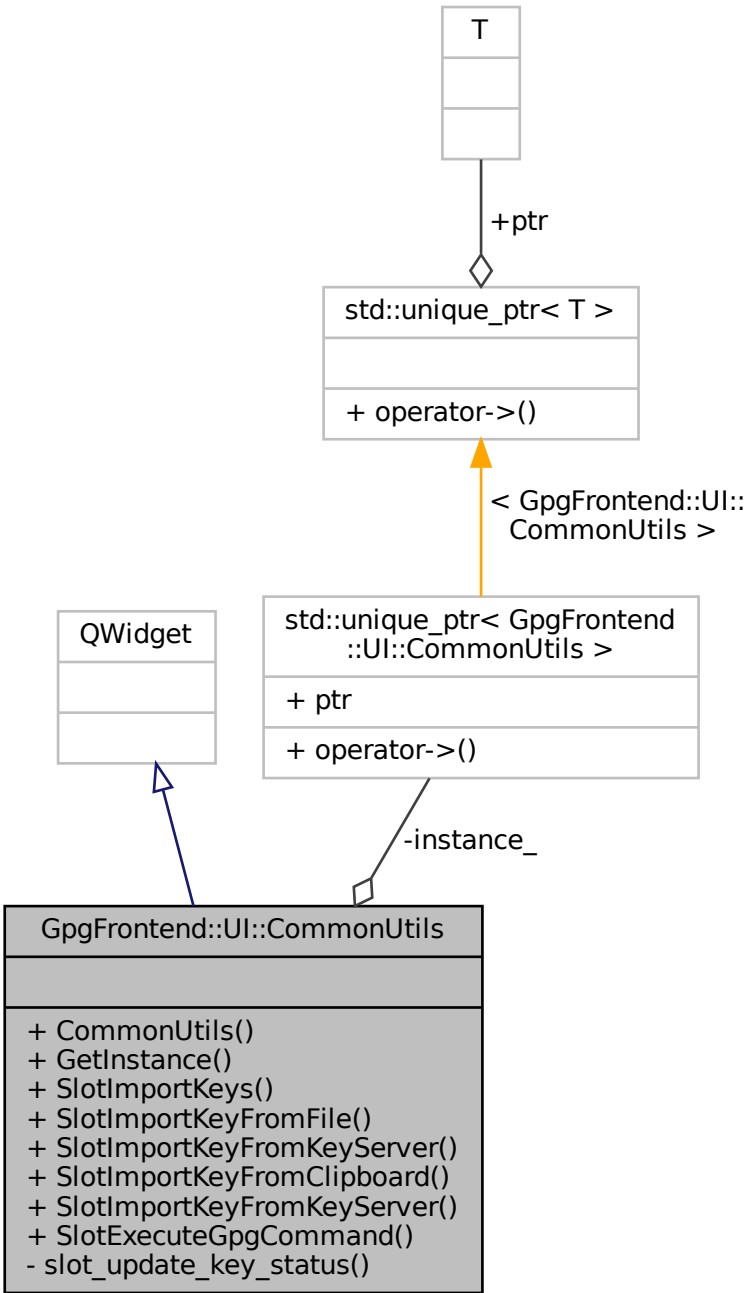 T
+ptr
std::unique_ptr< T >
+ operator->()
< GpgFrontend::UI::
CommonUtils >
QWidget
std::unique_ptr< GpgFrontend
::UI::CommonUtils >
+ ptr
+ operator->()
-instance_
GpgFrontend::UI::CommonUtils
+ CommonUtils()
+ GetInstance()
+ SlotImportKeys()
+ SlotImportKeyFromFile()
+ SlotImportKeyFromKeyServer()
+ SlotImportKeyFromClipboard()
+ SlotImportKeyFromKeyServer()
+ SlotExecuteGpgCommand()
- slot_update_key_status()